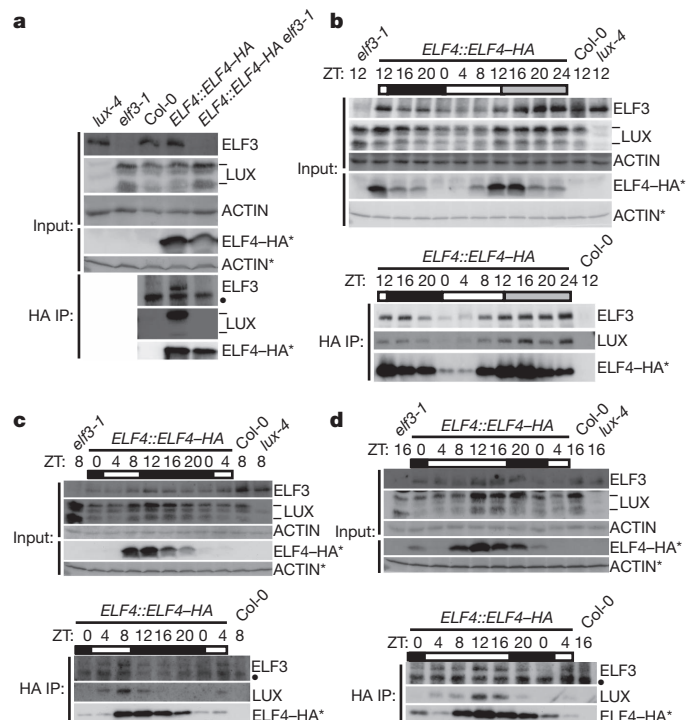 a
lux-4 elf3-1 Col-0 ELF4::ELF4–HA ELF4::ELF4–HA elf3-1
ELF3
LUX
ACTIN
Input:
ELF4–HA*
ACTIN*
ELF3
HA IP:
LUX
ELF4–HA*
b
elf3-1 ELF4::ELF4–HA Col-0 lux-4
ZT: 12 12 16 20 0 4 8 12 16 20 24 12 12
ELF3
LUX
ACTIN
Input:
ELF4–HA*
ACTIN*
ELF4::ELF4–HA Col-0
ZT: 12 16 20 0 4 8 12 16 20 24 12
ELF3
HA IP: LUX
ELF4–HA*
c
elf3-1 ELF4::ELF4–HA Col-0 lux-4
ZT: 8 0 4 8 12 16 20 0 4 8 8
ELF3
LUX
Input: ACTIN
ELF4–HA*
ACTIN*
ELF4::ELF4–HA Col-0
ZT: 0 4 8 12 16 20 0 4 8
ELF3
HA IP: LUX
ELF4–HA*
d
elf3-1 ELF4::ELF4–HA Col-0 lux-4
ZT: 16 0 4 8 12 16 20 0 4 16 16
ELF3
LUX
Input: ACTIN
ELF4–HA*
ACTIN*
ELF4::ELF4–HA Col-0
ZT: 0 4 8 12 16 20 0 4 16
ELF3
HA IP: LUX
ELF4–HA*